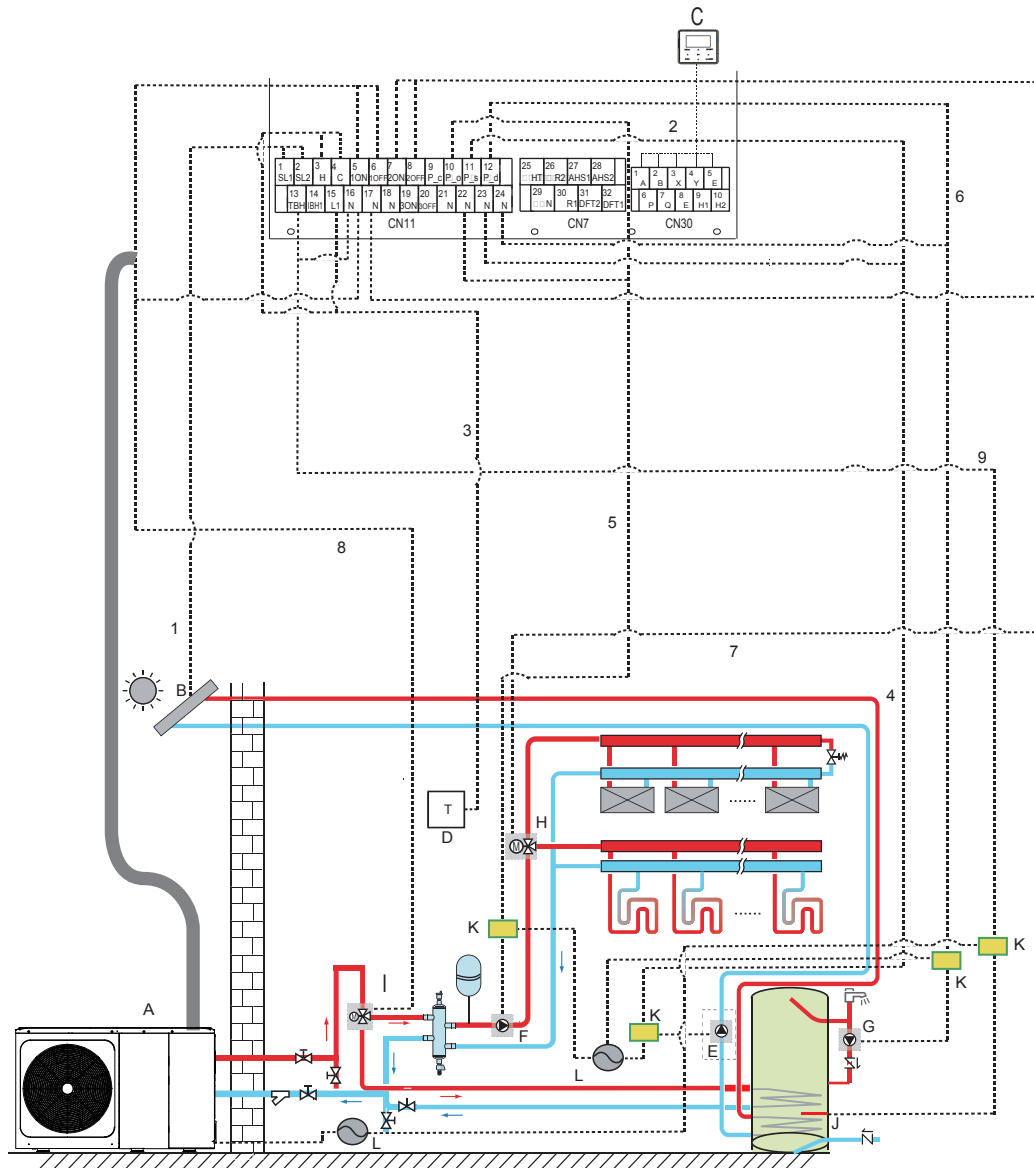 C
2
1 2 3 4 5 6 7 8 9 10 11 12
SL1 SL2 H C 1ON 1OFF 2ON 2OFF P_c P_o P_s P_d
13 14 15 16 17 18 19 20 21 22 23 24
TBH IBH1 L1 N N N 3ON 3OFF N N N N
CN11
25 26 27 28
HT R2 AHS1 AHS2
29 30 31 32
N R1 DFT2 DFT1
CN7
1 2 3 4 5
A B X Y E
6 7 8 9 10
P Q E H1 H2
CN30
6
3
9
5
8
1
7
B
4
T
D
M
H
K
K
K
A
I
M
F
K
E
G
L
L
J